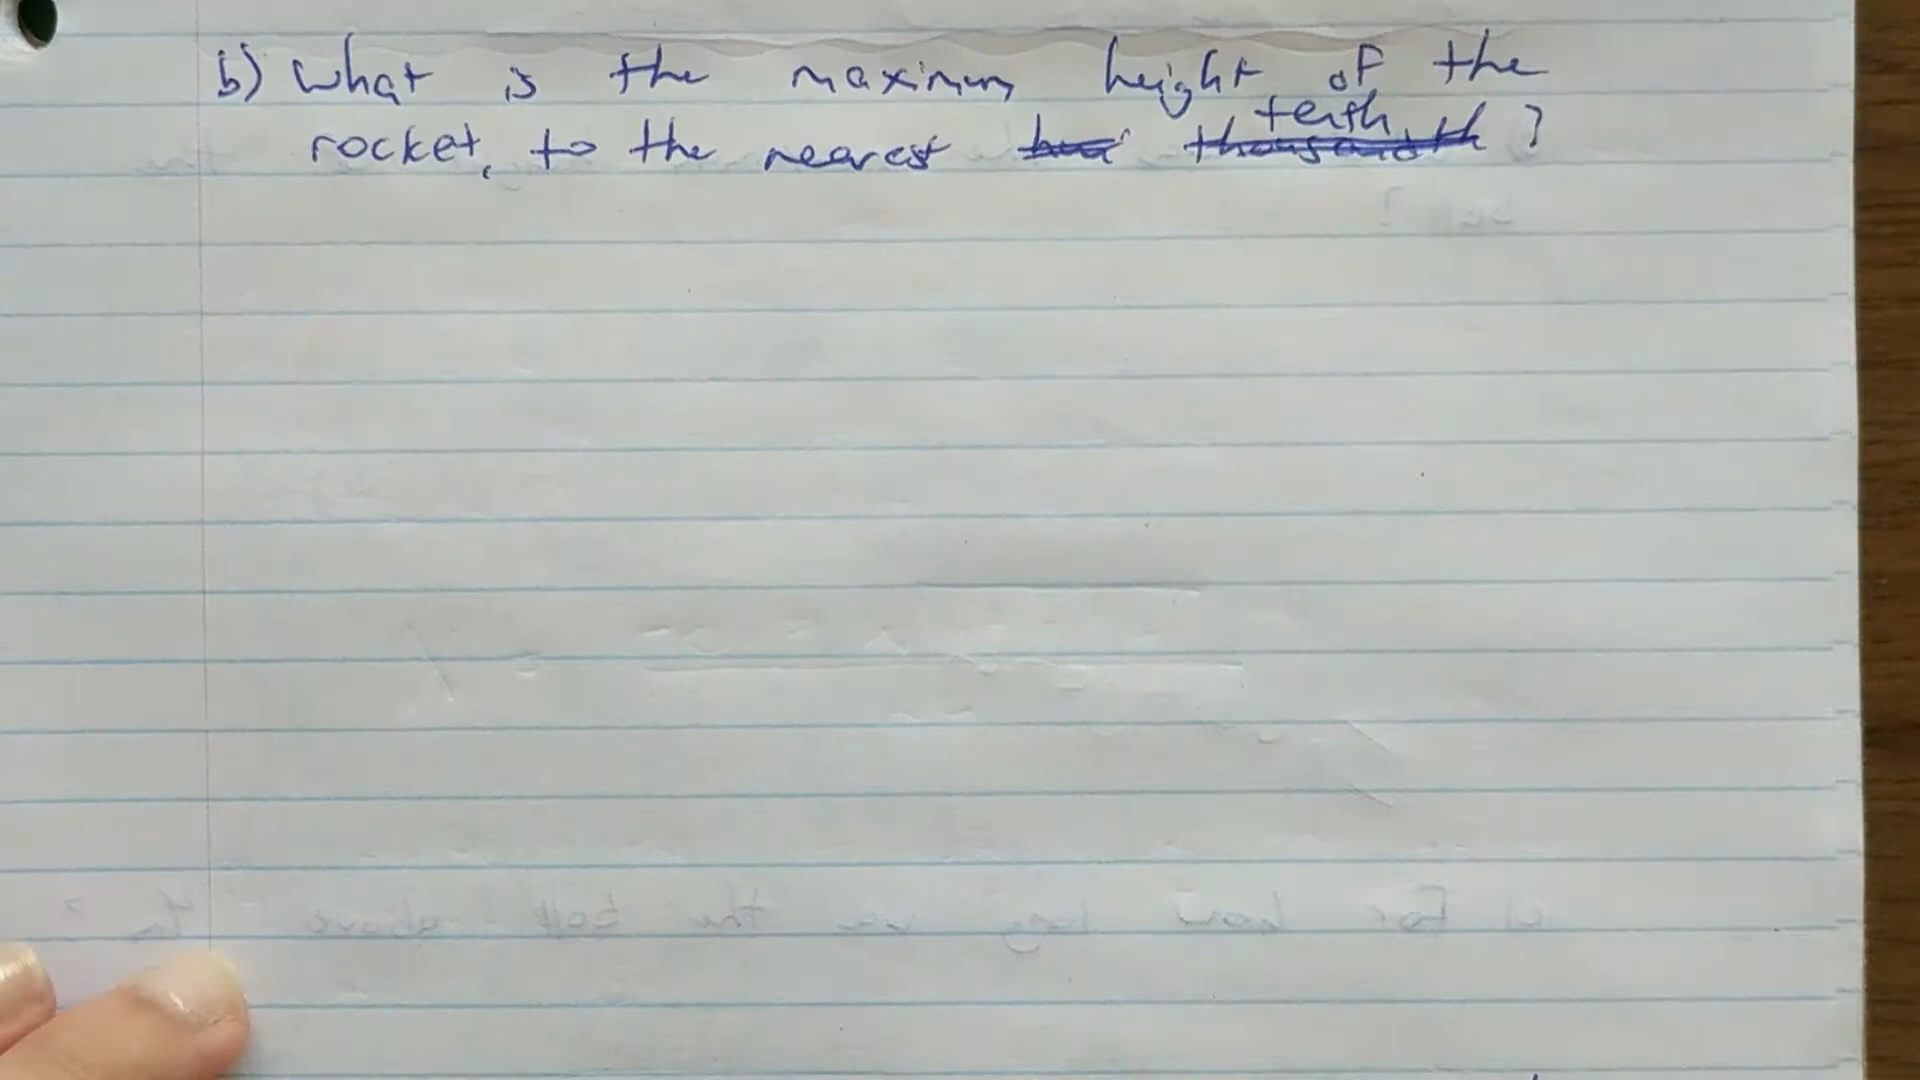 b) What is the maximum height of the
rocket, to the nearest tenth?